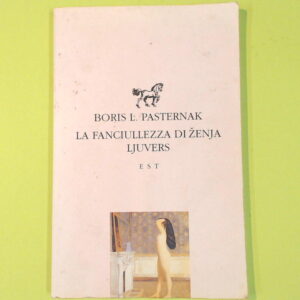 BORIS L. PASTERNAK
LA FANCIULLEZZA DI ŽENJA
LJUVERS
EST